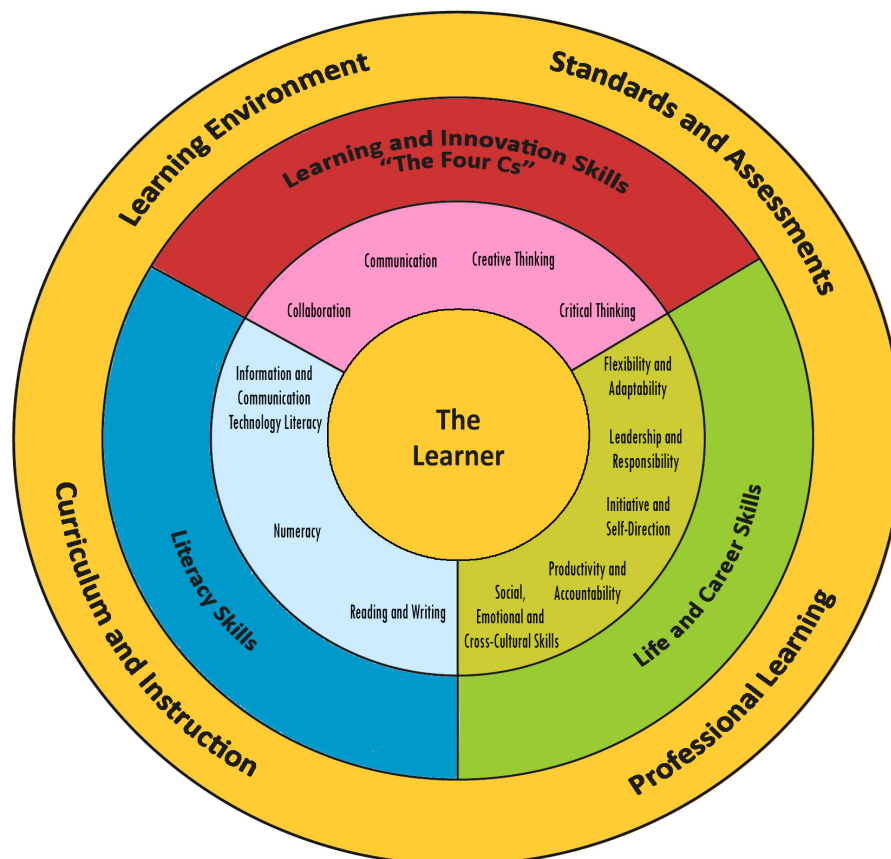 Learning Environment
Standards and Assessments
Learning and Innovation Skills
“The Four Cs”
Communication
Creative Thinking
Collaboration
Critical Thinking
Information and
Communication
Technology Literacy
Numeracy
Reading and Writing
The
Learner
Flexibility and
Adaptability
Leadership and
Responsibility
Initiative and
Self-Direction
Productivity and
Accountability
Social,
Emotional and
Cross-Cultural Skills
Literacy Skills
Life and Career Skills
Curriculum and Instruction
Professional Learning